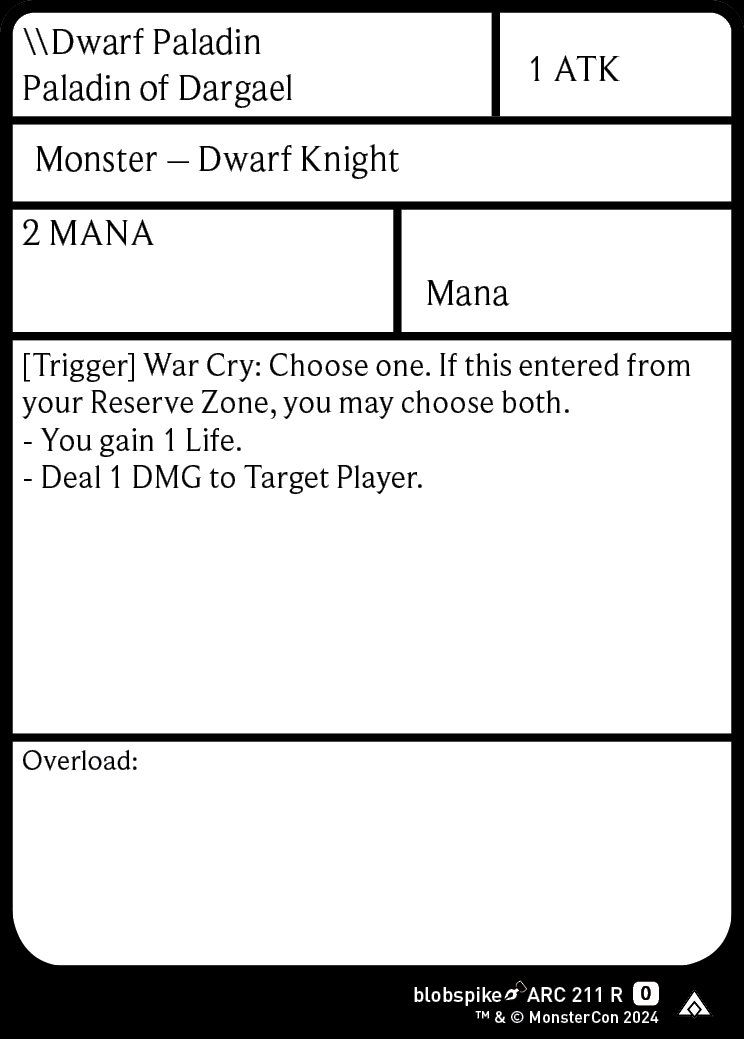 \\Dwarf Paladin
Paladin of Dargael
1 ATK
Monster – Dwarf Knight
2 MANA
Mana
[Trigger] War Cry: Choose one. If this entered from
your Reserve Zone, you may choose both.
- You gain 1 Life.
- Deal 1 DMG to Target Player.
Overload:
blobspike ARC 211 R 0
™ & © MonsterCon 2024